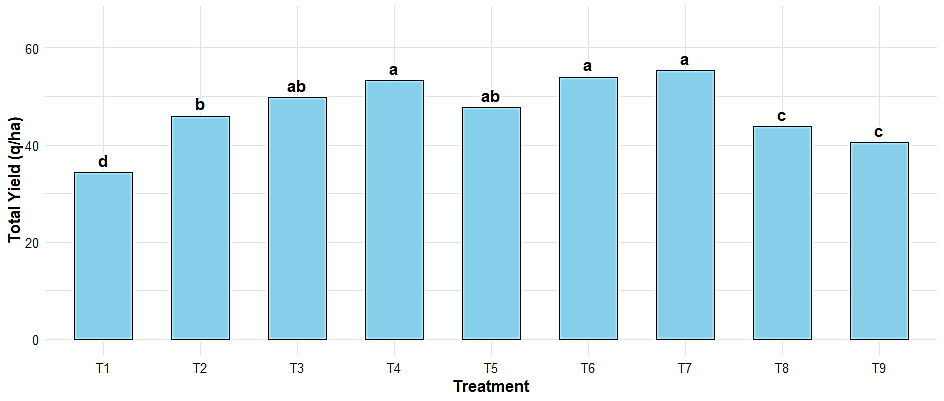 Total Yield (q/ha)
60
40
20
0
d
b
ab
a
ab
a
a
c
c
T1 T2 T3 T4 T5 T6 T7 T8 T9
Treatment